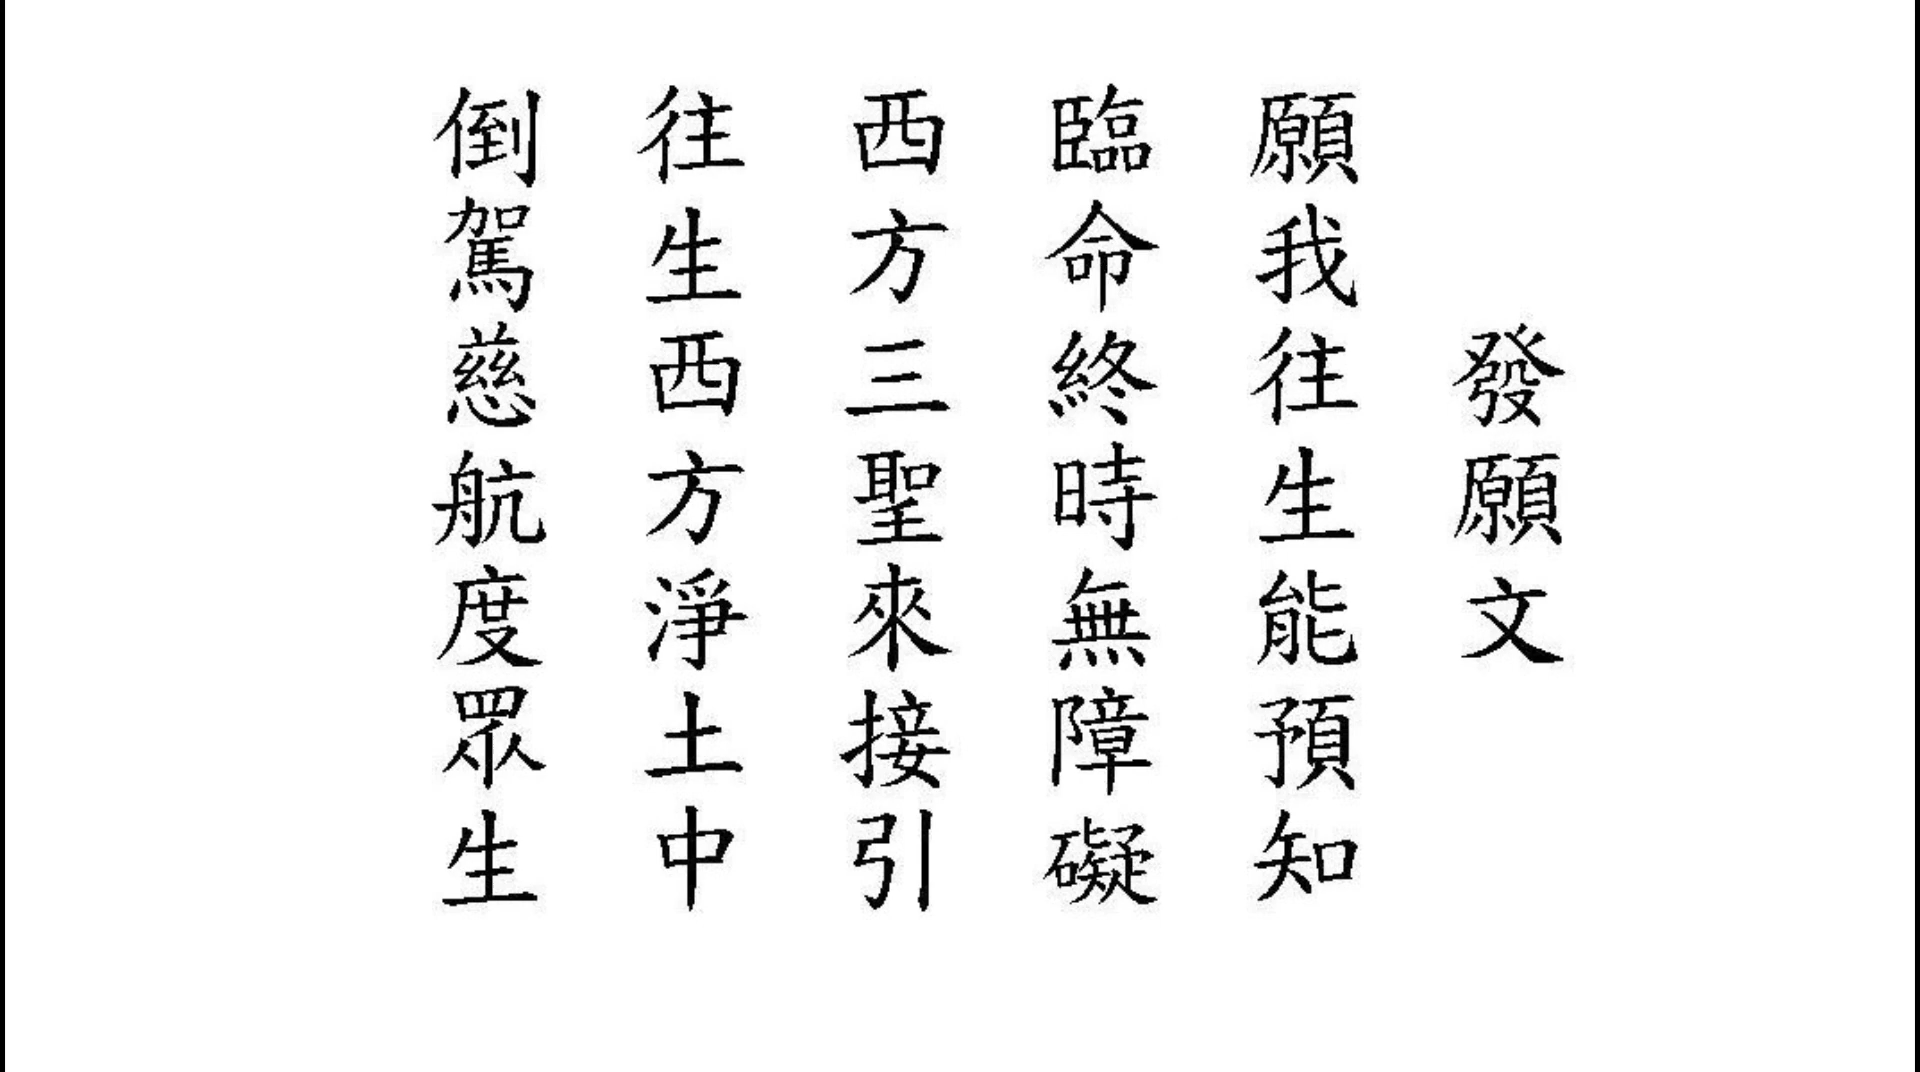 發願文
願我往生能預知
臨命終時無障礙
西方三聖來接引
往生西方淨土中
倒駕慈航度眾生